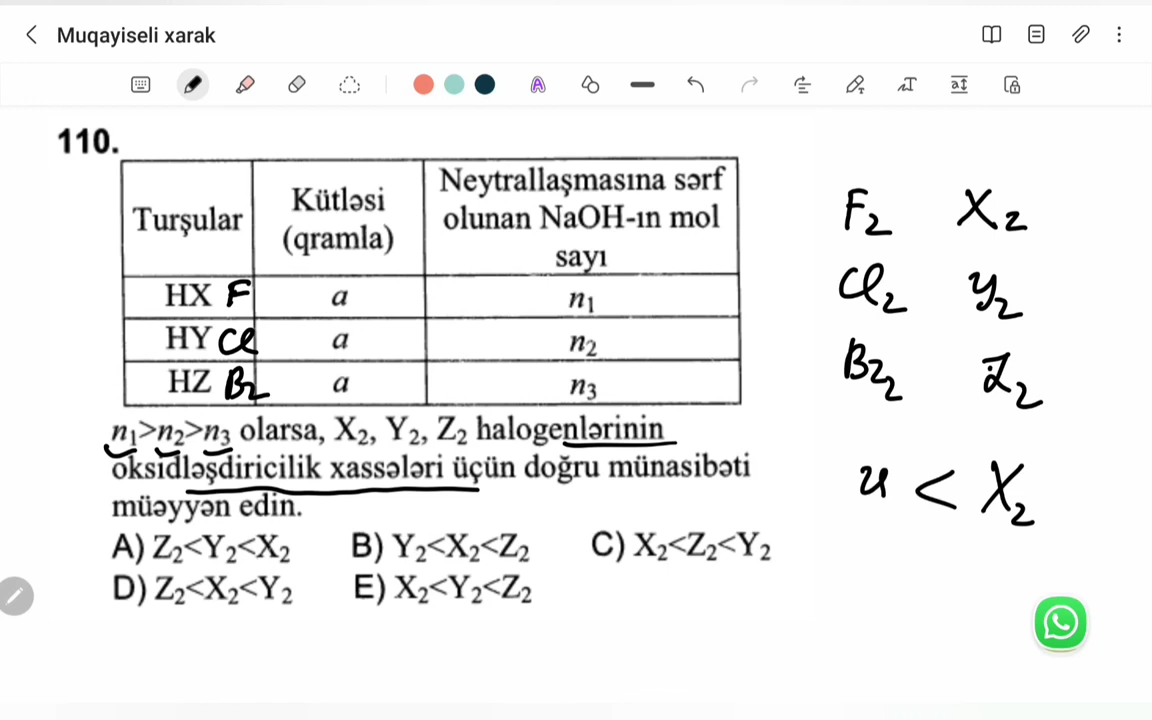 Muqayiseli xarak
110.
Turşular
Kütləsi
(qramla)
Neytrallaşmasına sərf
olunan NaOH-ın mol
sayı
HX F a n₁
HY Cl a n₂
HZ Br a n₃
n₁>n₂>n₃ olarsa, X₂, Y₂, Z₂ halogenlərinin
oksidləşdiricilik xassələri üçün doğru münasibəti
müəyyən edin.
A) Z₂<Y₂<X₂ B) Y₂<X₂<Z₂ C) X₂<Z₂<Y₂
D) Z₂<X₂<Y₂ E) X₂<Y₂<Z₂
F₂ X₂
Cl₂ Y₂
Br₂ Z₂
< X₂